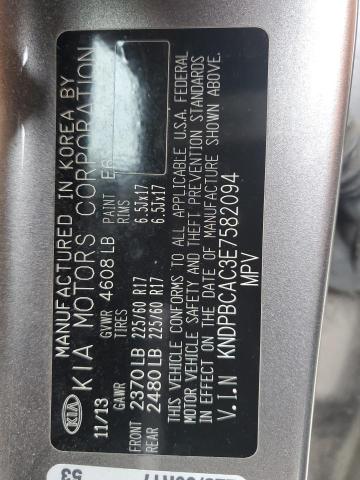 MANUFACTURED IN KOREA BY
KIA KIA MOTORS CORPORATION
11/13 GVWR 4608 LB PAINT
GAWR TIRES RIMS
FRONT 2370 LB 225/60 R17 6.5Jx17
REAR 2480 LB 225/60 R17 6.5Jx17
THIS VEHICLE CONFORMS TO ALL APPLICABLE U.S.A. FEDERAL
MOTOR VEHICLE SAFETY AND THEFT PREVENTION STANDARDS
IN EFFECT ON THE DATE OF MANUFACTURE SHOWN ABOVE.
V.I.N KNDPBCAC3E7582094
MPV
53